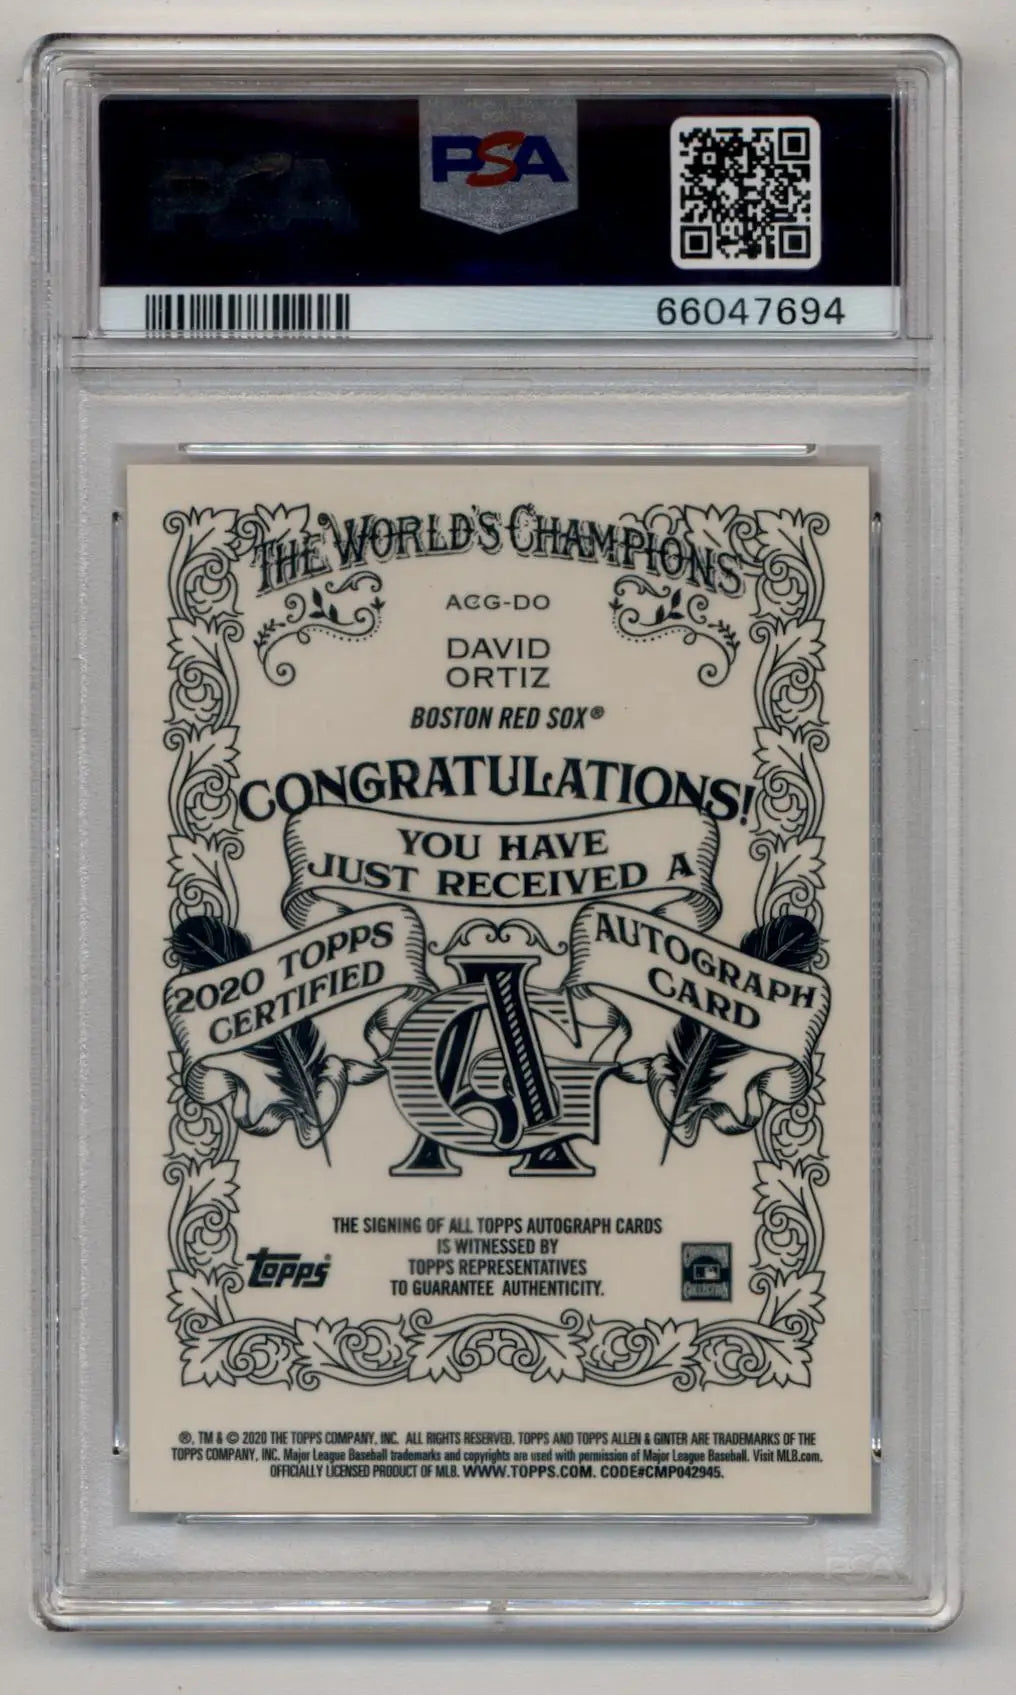 PSA
66047694
THE WORLD'S CHAMPIONS
ACG-DO
DAVID
ORTIZ
BOSTON RED SOX®
CONGRATULATIONS!
YOU HAVE
JUST RECEIVED A
2020 TOPPS
CERTIFIED
AUTOGRAPH
CARD
AG
THE SIGNING OF ALL TOPPS AUTOGRAPH CARDS
IS WITNESSED BY
TOPPS REPRESENTATIVES
TO GUARANTEE AUTHENTICITY.
topps®
®, TM & © 2020 THE TOPPS COMPANY, INC. ALL RIGHTS RESERVED. TOPPS AND TOPPS ALLEN & GINTER ARE TRADEMARKS OF THE
TOPPS COMPANY, INC. Major League Baseball trademarks and copyrights are used with permission of Major League Baseball. Visit MLB.com.
OFFICIALLY LICENSED PRODUCT OF MLB. WWW.TOPPS.COM. CODE#CMP042945.
PSA